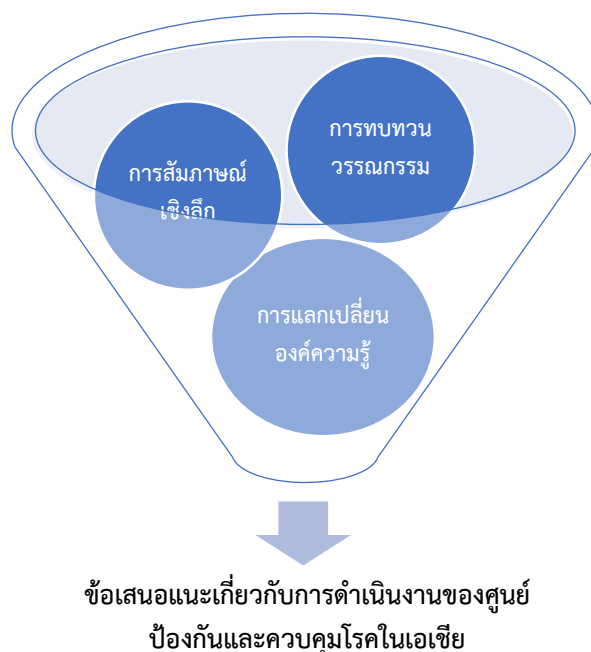 การทบทวน
วรรณกรรม
การสัมภาษณ์
เชิงลึก
การแลกเปลี่ยน
องค์ความรู้
ข้อเสนอแนะเกี่ยวกับการดำเนินงานของศูนย์
ป้องกันและควบคุมโรคในเอเชีย